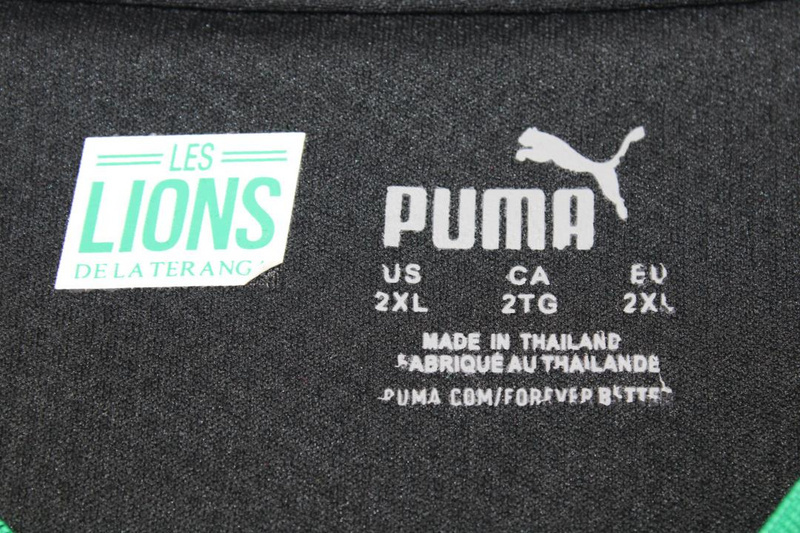 LES
LIONS
DE LA TERANG
PUMA
US CA EU
2XL 2TG 2XL
MADE IN THAILAND
FABRIQUÉ AU THAILANDE
PUMA.COM/FOREVER BETTER